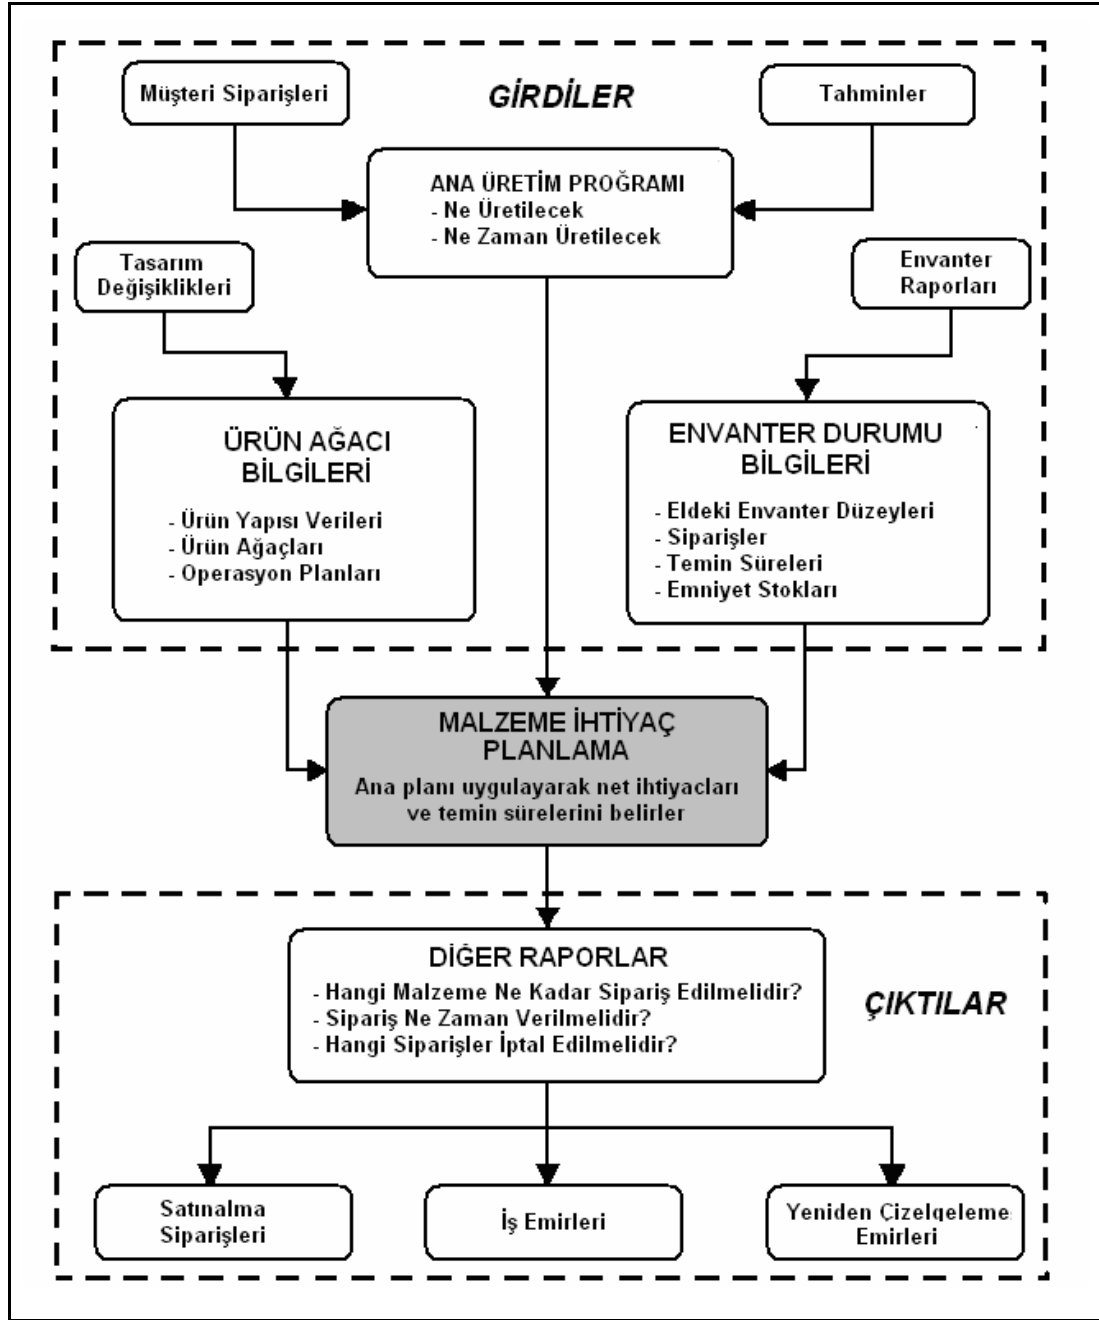 Müşteri Siparişleri
GİRDİLER
Tahminler
ANA ÜRETİM PROĞRAMI
- Ne Üretilecek
- Ne Zaman Üretilecek
Tasarım
Değişiklikleri
Envanter
Raporları
ÜRÜN AĞACI
BİLGİLERİ
- Ürün Yapısı Verileri
- Ürün Ağaçları
- Operasyon Planları
ENVANTER DURUMU
BİLGİLERİ
- Eldeki Envanter Düzeyleri
- Siparişler
- Temin Süreleri
- Emniyet Stokları
MALZEME İHTİYAÇ
PLANLAMA
Ana planı uygulayarak net ihtiyaçları
ve temin sürelerini belirler
DİĞER RAPORLAR
- Hangi Malzeme Ne Kadar Sipariş Edilmelidir?
- Sipariş Ne Zaman Verilmelidir?
- Hangi Siparişler İptal Edilmelidir?
ÇIKTILAR
Satınalma
Siparişleri
İş Emirleri
Yeniden Çizelgeleme
Emirleri